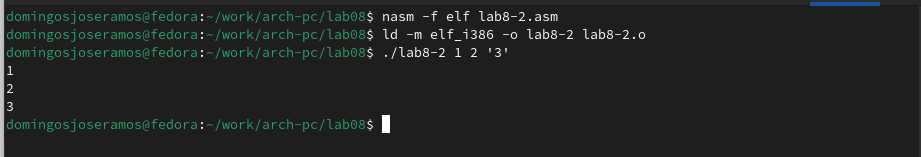 domingosjoseramos@fedora:~/work/arch-pc/lab08$ nasm -f elf lab8-2.asm
domingosjoseramos@fedora:~/work/arch-pc/lab08$ ld -m elf_i386 -o lab8-2 lab8-2.o
domingosjoseramos@fedora:~/work/arch-pc/lab08$ ./lab8-2 1 2 '3'
1
2
3
domingosjoseramos@fedora:~/work/arch-pc/lab08$